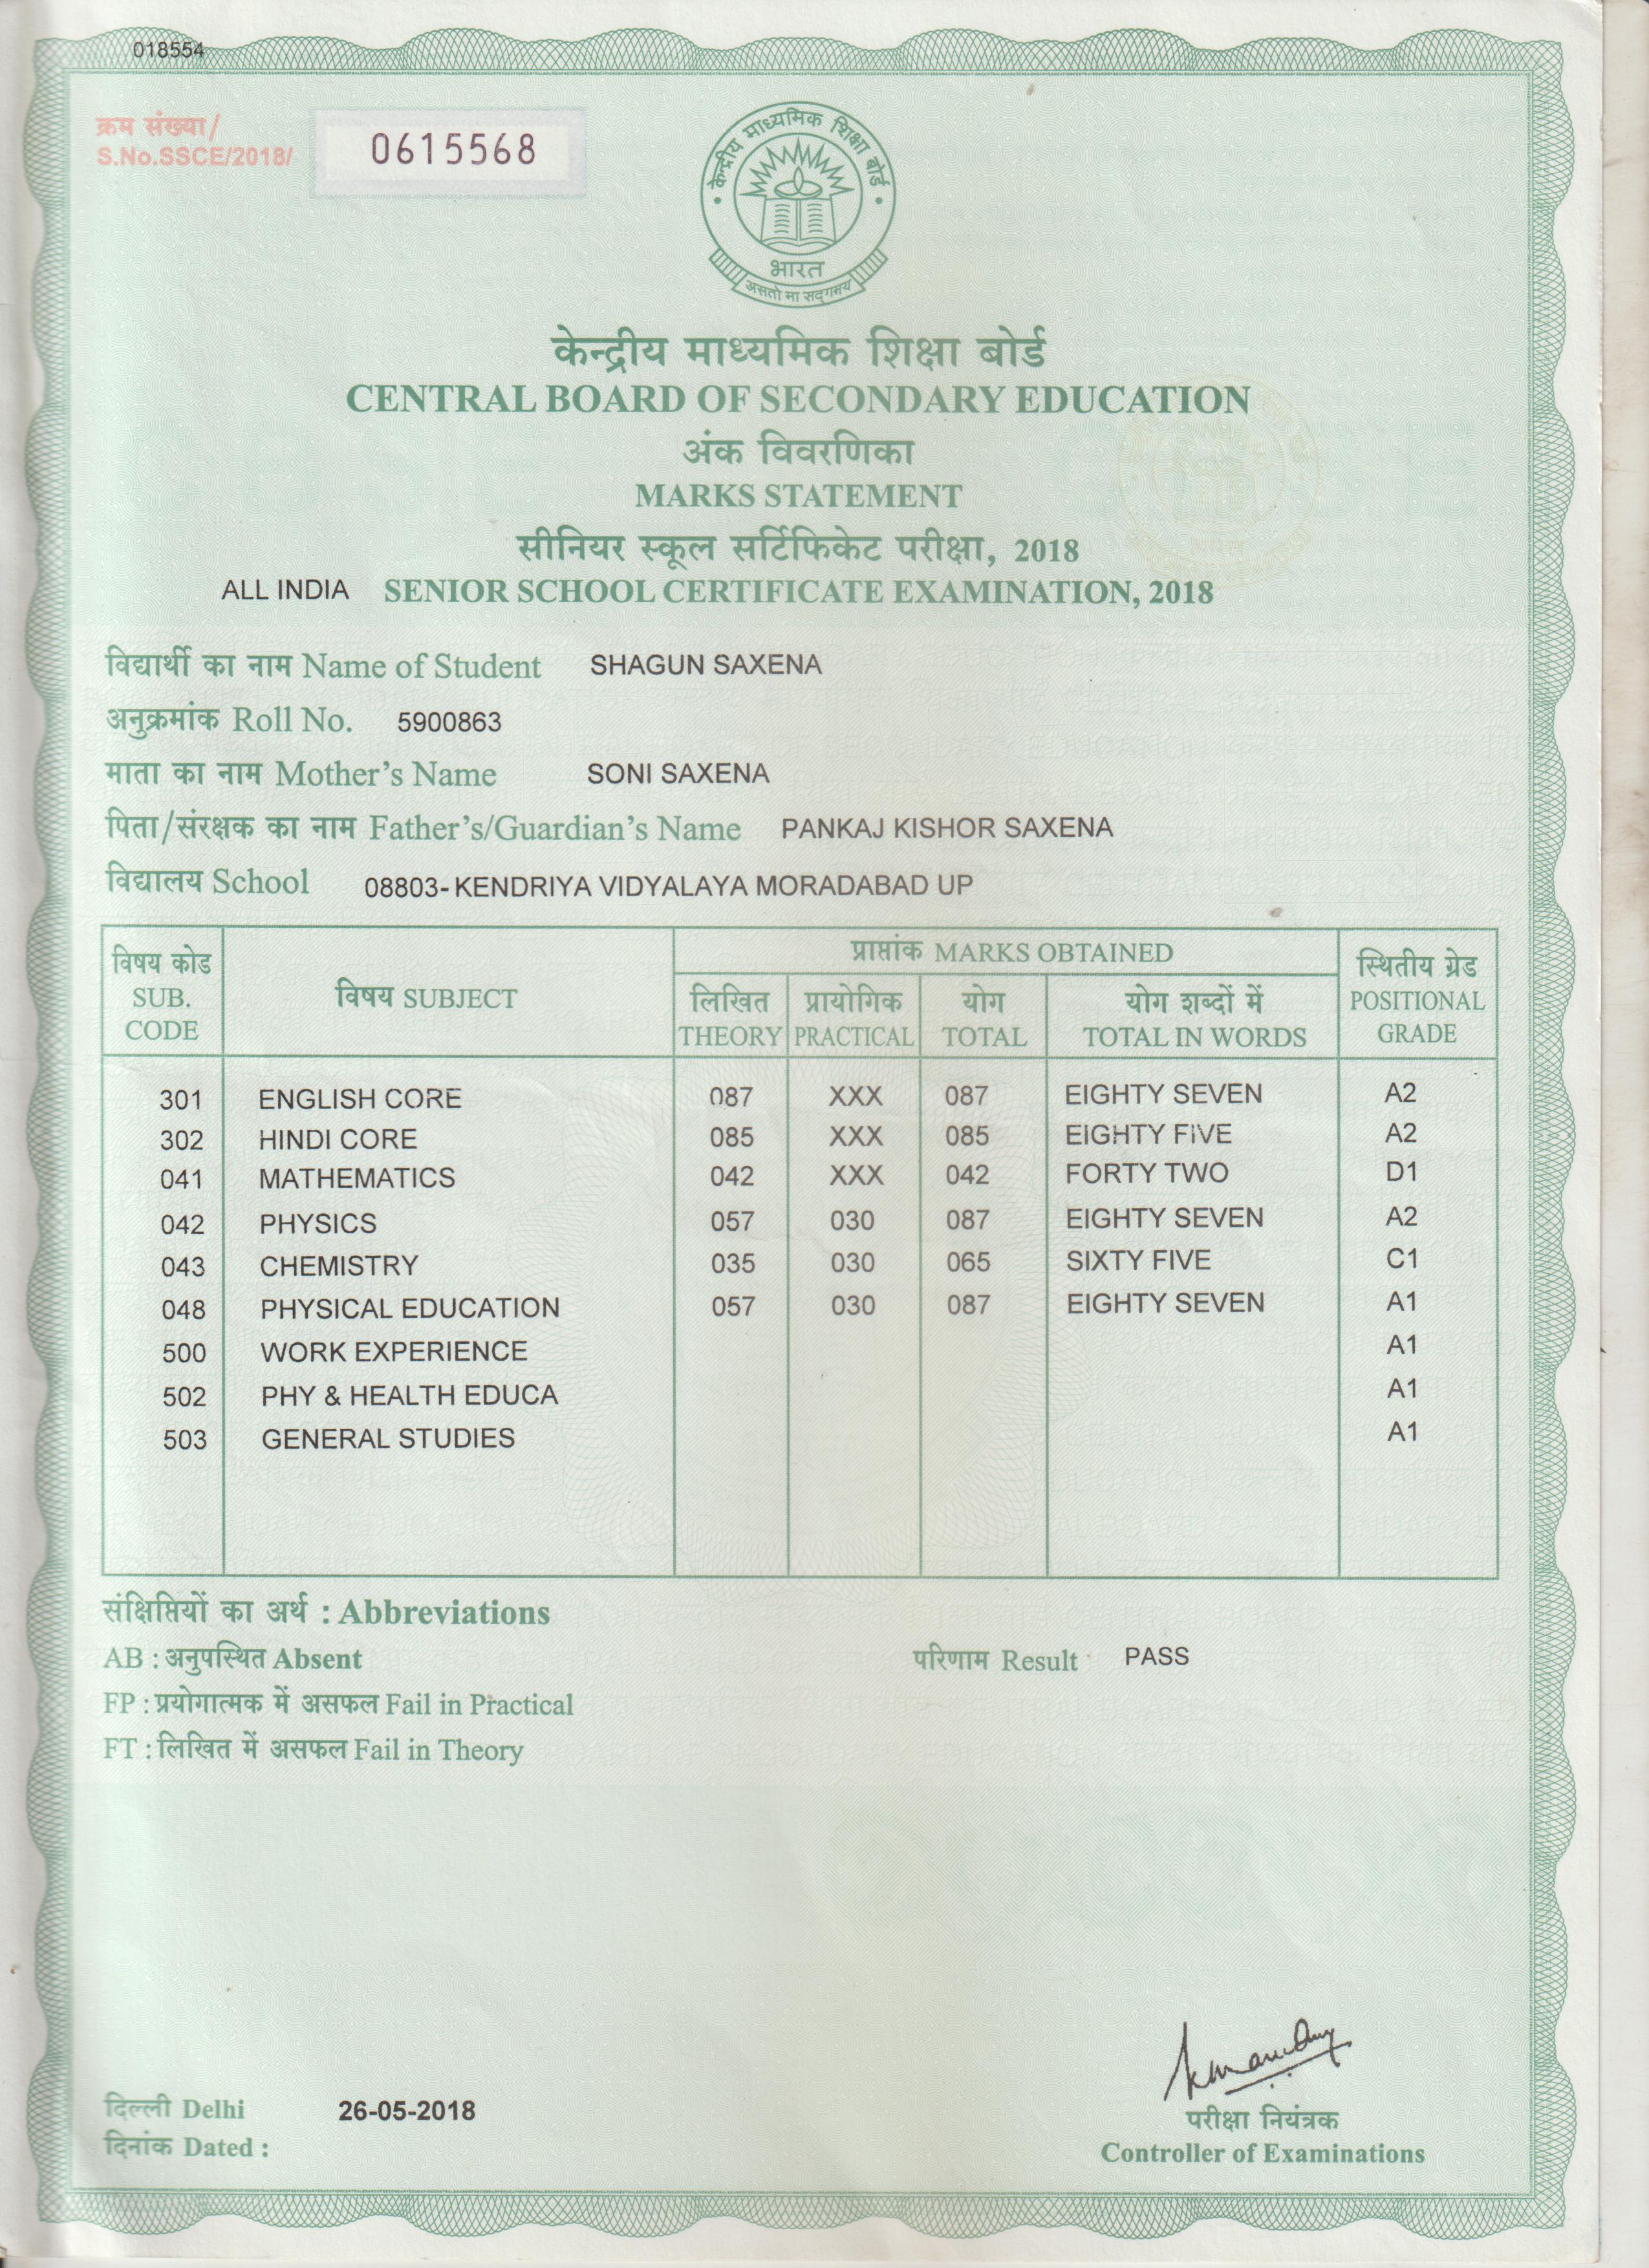 018554
क्रम संख्या/
S.No.SSCE/2018/ 0615568
केन्द्रीय माध्यमिक शिक्षा बोर्ड
भारत
असतो मा सद्गमय
केन्द्रीय माध्यमिक शिक्षा बोर्ड
CENTRAL BOARD OF SECONDARY EDUCATION
अंक विवरणिका
MARKS STATEMENT
सीनियर स्कूल सर्टिफिकेट परीक्षा, 2018
ALL INDIA SENIOR SCHOOL CERTIFICATE EXAMINATION, 2018
विद्यार्थी का नाम Name of Student SHAGUN SAXENA
अनुक्रमांक Roll No. 5900863
माता का नाम Mother's Name SONI SAXENA
पिता/संरक्षक का नाम Father's/Guardian's Name PANKAJ KISHOR SAXENA
विद्यालय School 08803- KENDRIYA VIDYALAYA MORADABAD UP
विषय कोड SUB. CODE विषय SUBJECT प्राप्तांक MARKS OBTAINED स्थितीय ग्रेड POSITIONAL GRADE
लिखित THEORY प्रायोगिक PRACTICAL योग TOTAL योग शब्दों में TOTAL IN WORDS
301 ENGLISH CORE 087 XXX 087 EIGHTY SEVEN A2
302 HINDI CORE 085 XXX 085 EIGHTY FIVE A2
041 MATHEMATICS 042 XXX 042 FORTY TWO D1
042 PHYSICS 057 030 087 EIGHTY SEVEN A2
043 CHEMISTRY 035 030 065 SIXTY FIVE C1
048 PHYSICAL EDUCATION 057 030 087 EIGHTY SEVEN A1
500 WORK EXPERIENCE A1
502 PHY & HEALTH EDUCA A1
503 GENERAL STUDIES A1
संक्षिप्तियों का अर्थ : Abbreviations
AB : अनुपस्थित Absent परिणाम Result PASS
FP : प्रयोगात्मक में असफल Fail in Practical
FT : लिखित में असफल Fail in Theory
दिल्ली Delhi 26-05-2018
दिनांक Dated :
परीक्षा नियंत्रक
Controller of Examinations